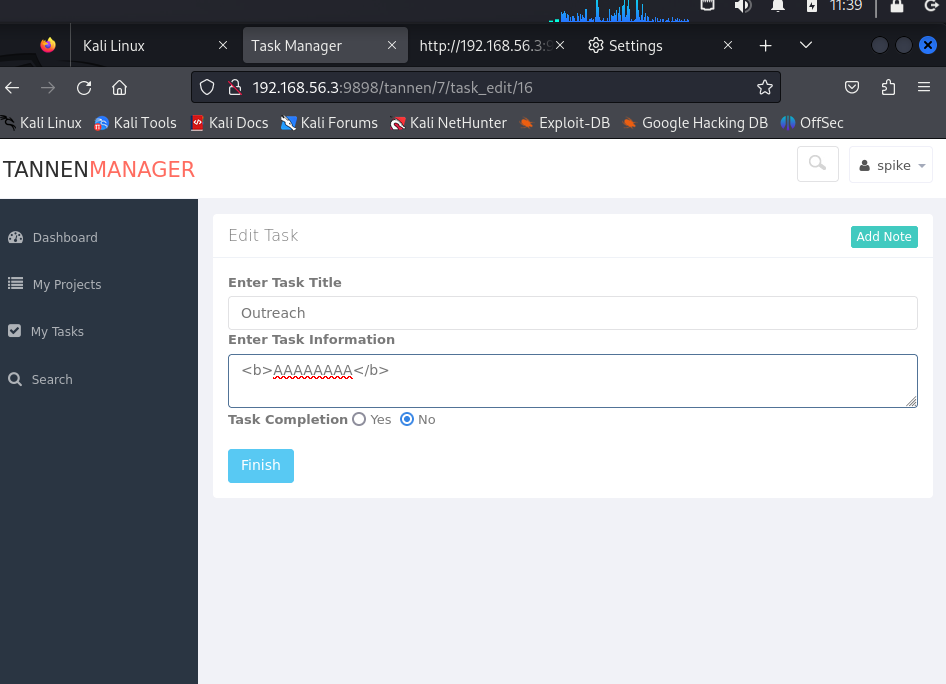 11:39
Kali Linux
Task Manager
http://192.168.56.3:9
Settings
192.168.56.3:9898/tannen/7/task_edit/16
Kali Linux Kali Tools Kali Docs Kali Forums Kali NetHunter Exploit-DB Google Hacking DB OffSec
TANNENMANAGER
spike
Dashboard
My Projects
My Tasks
Search
Edit Task
Add Note
Enter Task Title
Outreach
Enter Task Information
<b>AAAAAAAA</b>
Task Completion Yes No
Finish